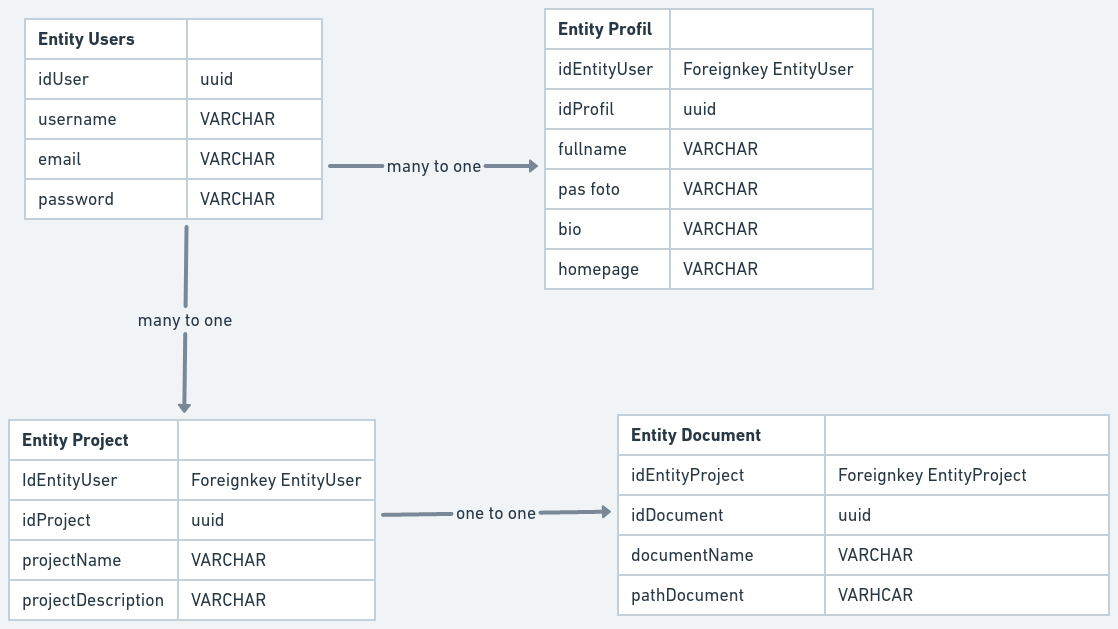 Entity Users
idUser uuid
username VARCHAR
email VARCHAR
password VARCHAR
many to one
Entity Profil
idEntityUser Foreignkey EntityUser
idProfil uuid
fullname VARCHAR
pas foto VARCHAR
bio VARCHAR
homepage VARCHAR
many to one
Entity Project
IdEntityUser Foreignkey EntityUser
idProject uuid
projectName VARCHAR
projectDescription VARCHAR
one to one
Entity Document
idEntityProject Foreignkey EntityProject
idDocument uuid
documentName VARCHAR
pathDocument VARHCAR